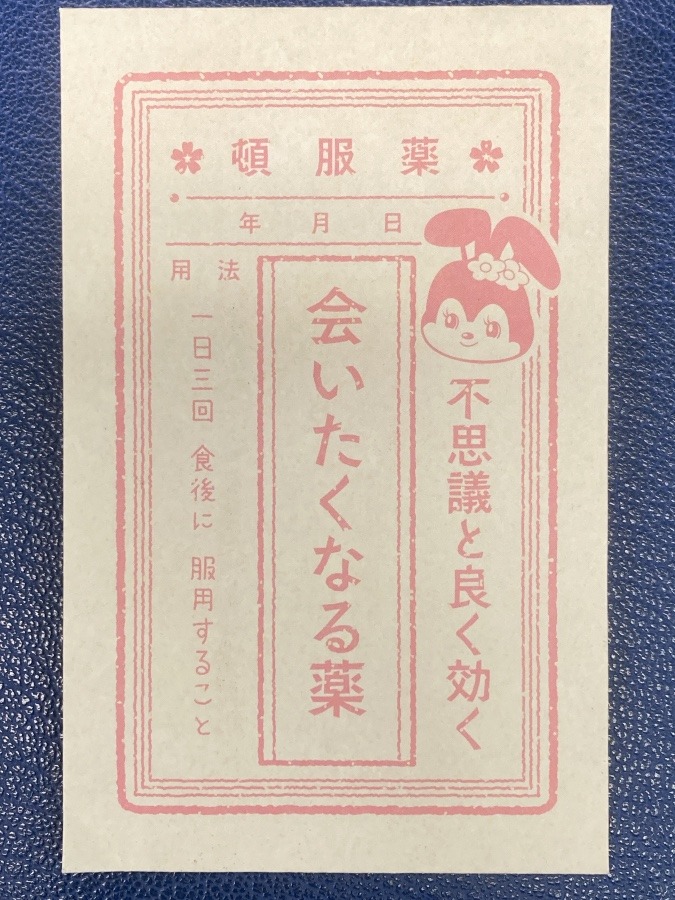 頓服薬
年 月 日
不思議と良く効く
会いたくなる薬
用法
一日三回 食後に 服用すること